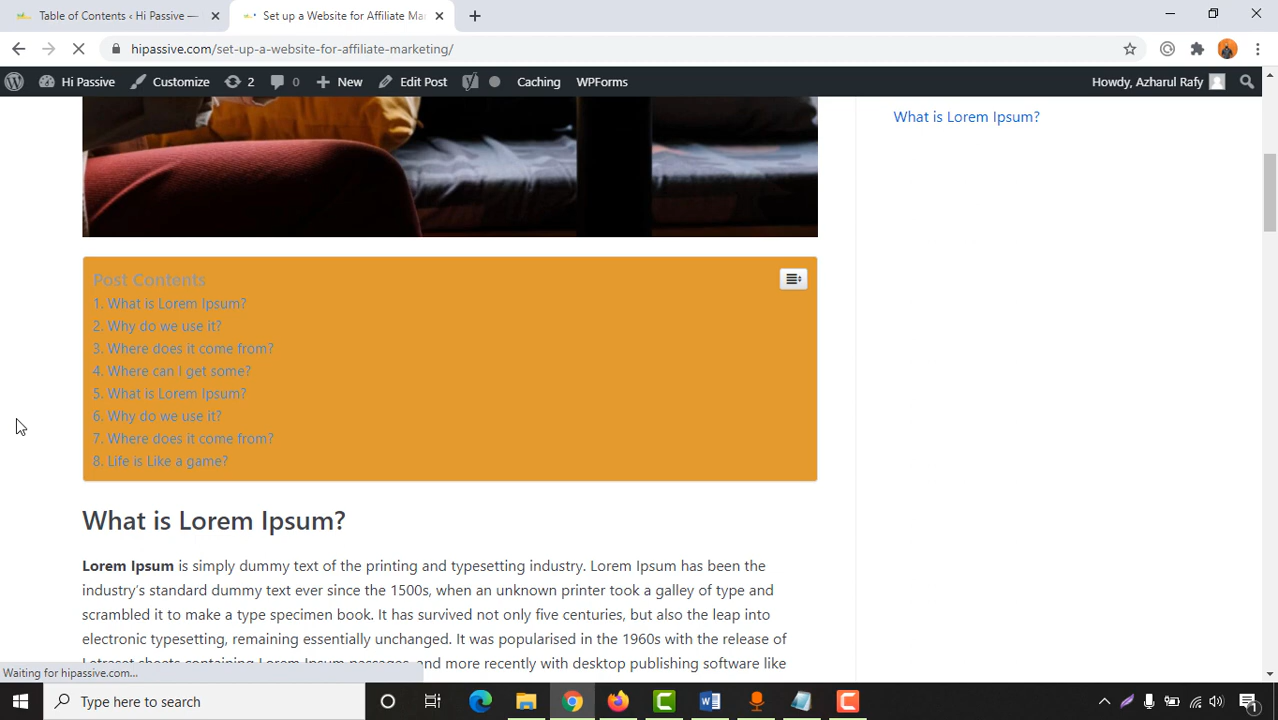 Table of Contents ‹ Hi Passive —
Set up a Website for Affiliate Mar
hipassive.com/set-up-a-website-for-affiliate-marketing/
Hi Passive
Customize
2
0
New
Edit Post
Caching
WPForms
Howdy, Azharul Rafy
What is Lorem Ipsum?
Post Contents
1. What is Lorem Ipsum?
2. Why do we use it?
3. Where does it come from?
4. Where can I get some?
5. What is Lorem Ipsum?
6. Why do we use it?
7. Where does it come from?
8. Life is Like a game?
What is Lorem Ipsum?
Lorem Ipsum is simply dummy text of the printing and typesetting industry. Lorem Ipsum has been the
industry's standard dummy text ever since the 1500s, when an unknown printer took a galley of type and
scrambled it to make a type specimen book. It has survived not only five centuries, but also the leap into
electronic typesetting, remaining essentially unchanged. It was popularised in the 1960s with the release of
Letraset sheets containing Lorem Ipsum passages, and more recently with desktop publishing software like
Waiting for hipassive.com...
Type here to search
1